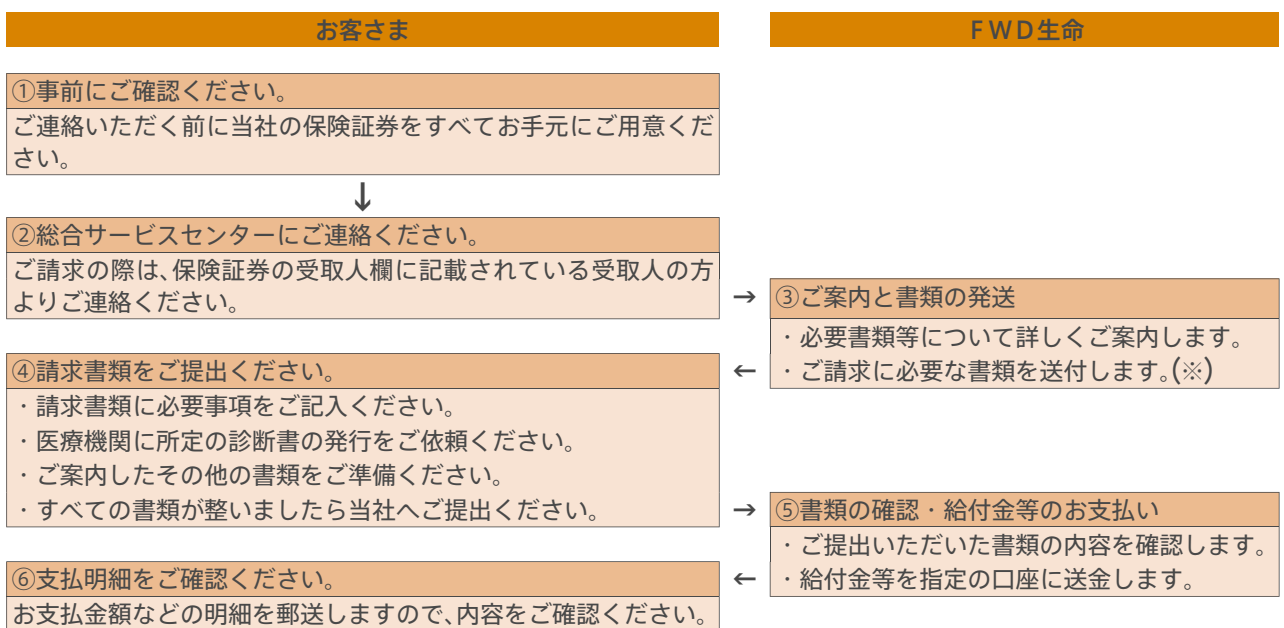 お客さま
FWD生命
①事前にご確認ください。
ご連絡いただく前に当社の保険証券をすべてお手元にご用意くだ
さい。
↓
②総合サービスセンターにご連絡ください。
ご請求の際は、保険証券の受取人欄に記載されている受取人の方
よりご連絡ください。
→
③ご案内と書類の発送
・必要書類等について詳しくご案内します。
・ご請求に必要な書類を送付します。(※)
←
④請求書類をご提出ください。
・請求書類に必要事項をご記入ください。
・医療機関に所定の診断書の発行をご依頼ください。
・ご案内したその他の書類をご準備ください。
・すべての書類が整いましたら当社へご提出ください。
→
⑤書類の確認・給付金等のお支払い
・ご提出いただいた書類の内容を確認します。
・給付金等を指定の口座に送金します。
←
⑥支払明細をご確認ください。
お支払金額などの明細を郵送しますので、内容をご確認ください。